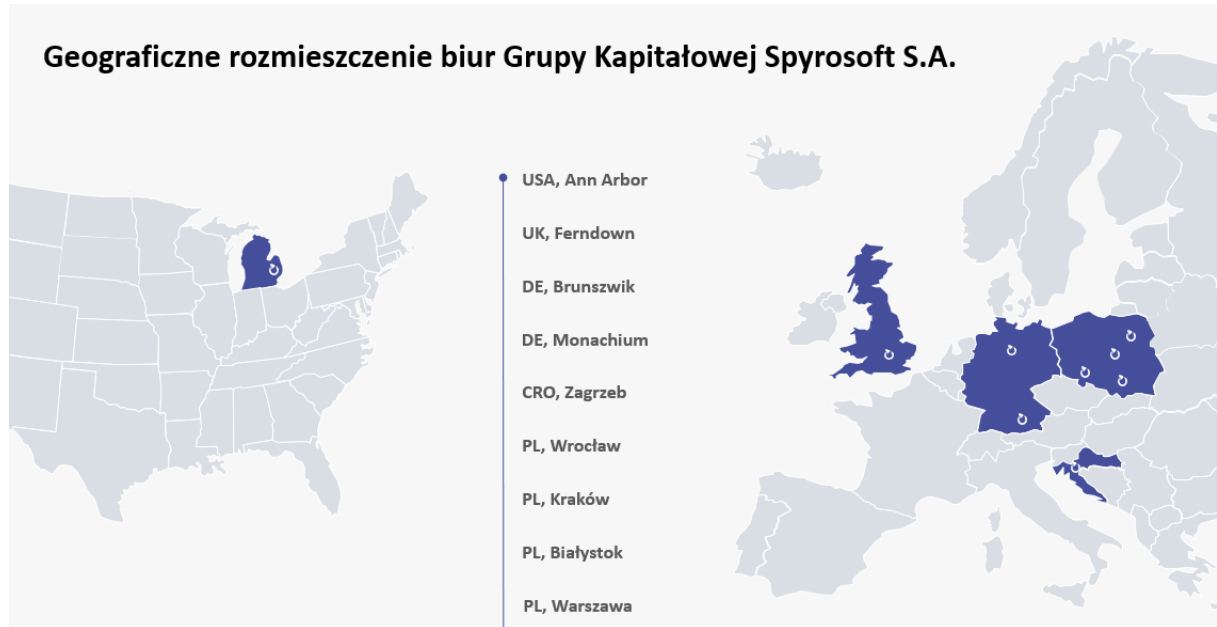 Geograficzne rozmieszczenie biur Grupy Kapitałowej Spyrosoft S.A.
USA, Ann Arbor
UK, Ferndown
DE, Brunszwik
DE, Monachium
CRO, Zagrzeb
PL, Wrocław
PL, Kraków
PL, Białystok
PL, Warszawa